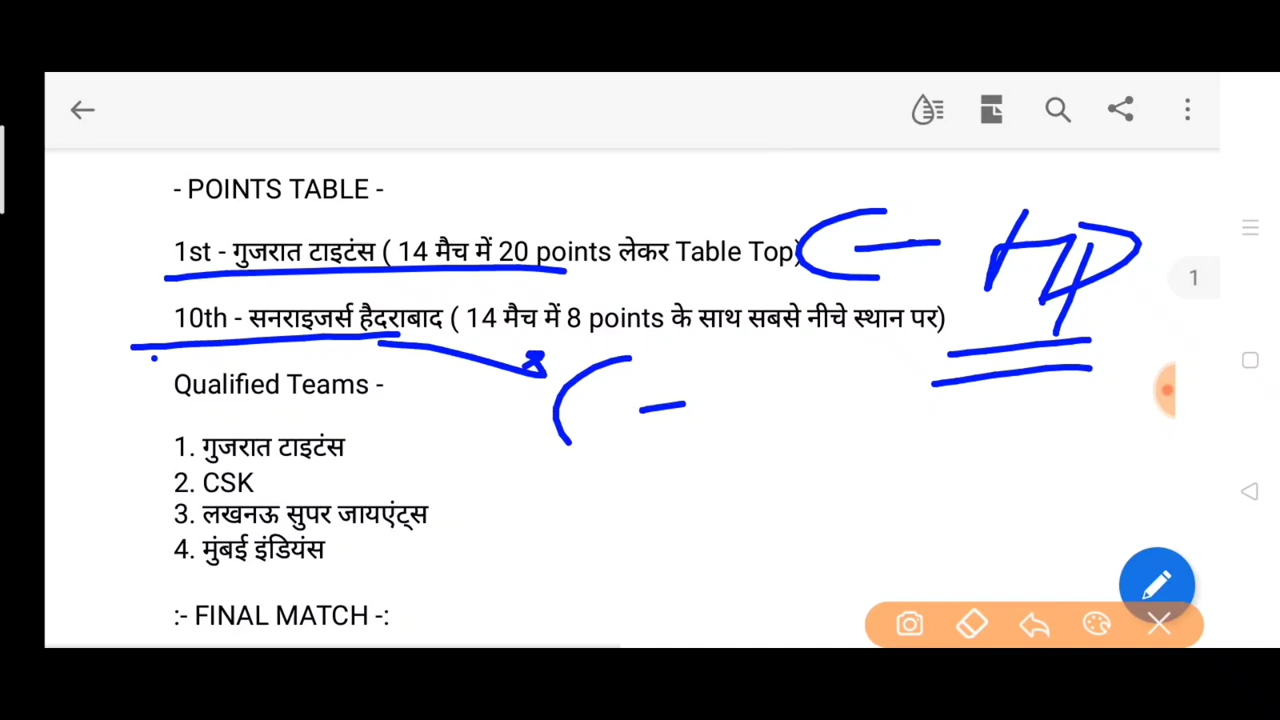 - POINTS TABLE -
1st - गुजरात टाइटंस ( 14 मैच में 20 points लेकर Table Top)
1
10th - सनराइजर्स हैदराबाद ( 14 मैच में 8 points के साथ सबसे नीचे स्थान पर)
Qualified Teams -
1. गुजरात टाइटंस
2. CSK
3. लखनऊ सुपर जायएंट्स
4. मुंबई इंडियंस
:- FINAL MATCH -: